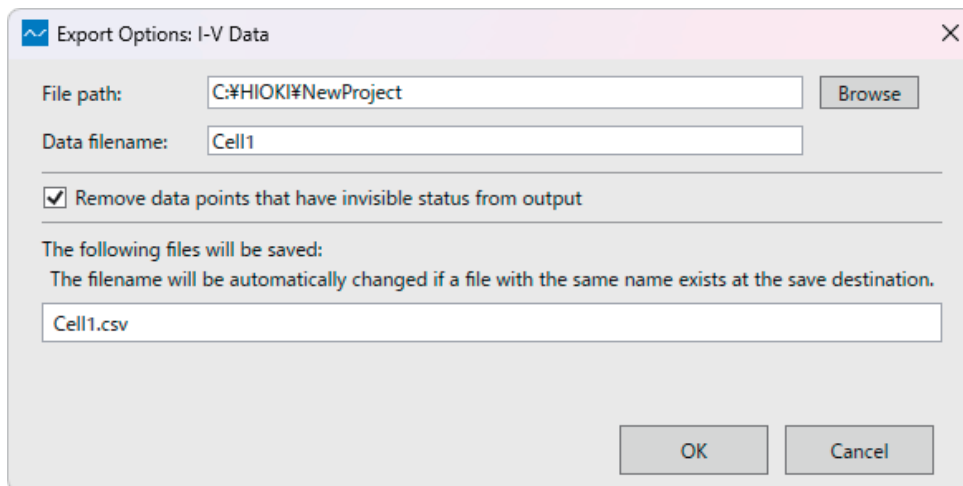 Export Options: I-V Data
File path: C:¥HIOKI¥NewProject Browse
Data filename: Cell1
Remove data points that have invisible status from output
The following files will be saved:
The filename will be automatically changed if a file with the same name exists at the save destination.
Cell1.csv
OK Cancel